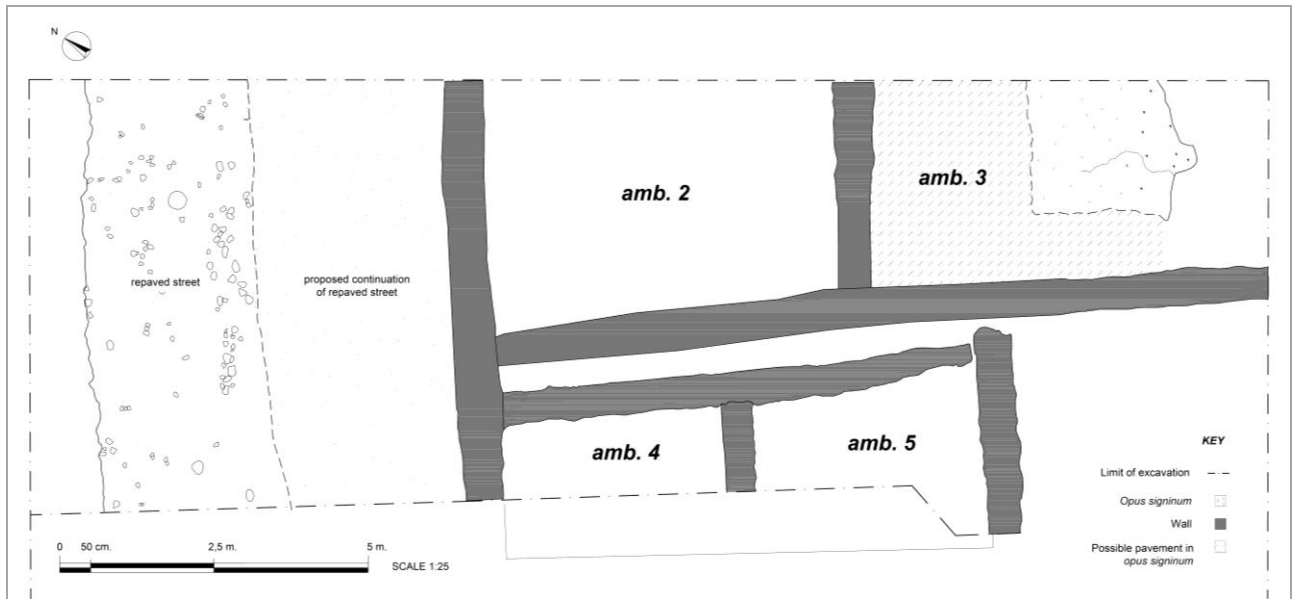 N
amb. 2
amb. 3
repaved street
proposed continuation
of repaved street
amb. 4
amb. 5
KEY
Limit of excavation
Opus signinum
Wall
Possible pavement in
opus signinum
0 50 cm. 2,5 m. 5 m.
SCALE 1:25